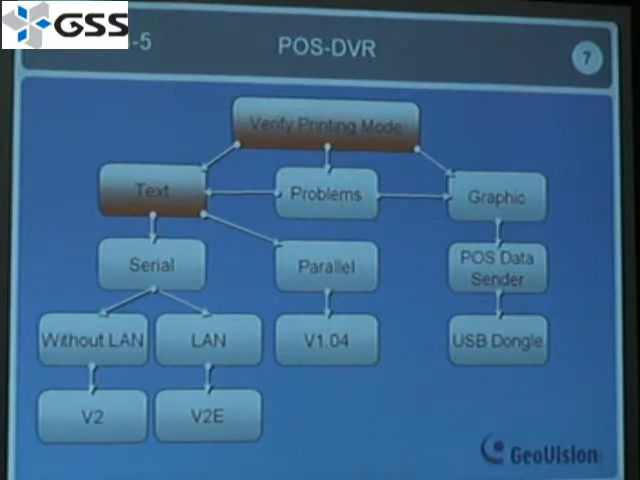 GSS
-5
POS-DVR
7
Verify Printing Mode
Text
Problems
Graphic
Serial
Parallel
POS Data
Sender
Without LAN
LAN
V1.04
USB Dongle
V2
V2E
GeoVision